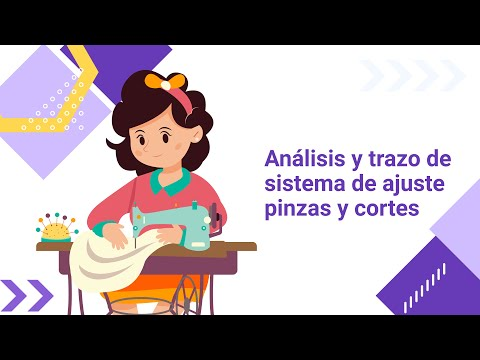 Análisis y trazo de
sistema de ajuste
pinzas y cortes